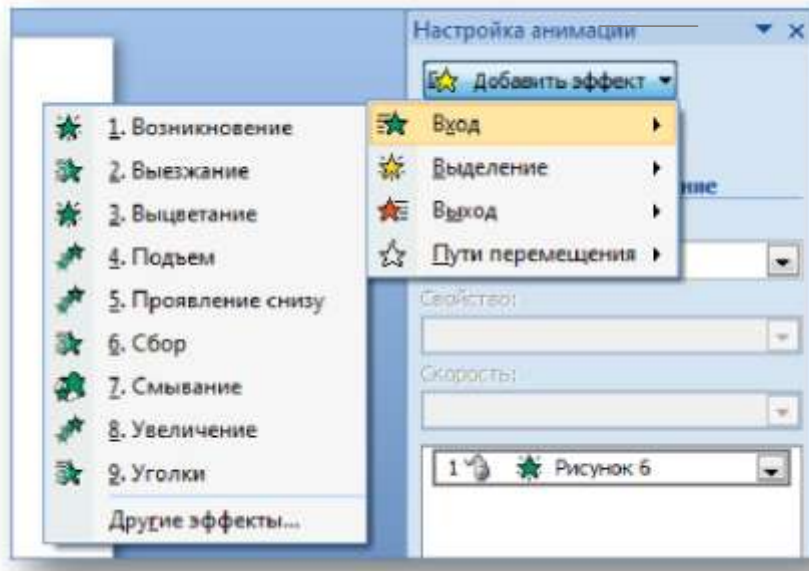 Настройка анимации
Добавить эффект
Вход
Выделение
Выход
Пути перемещения
1. Возникновение
2. Выезжание
3. Выцветание
4. Подъем
5. Проявление снизу
6. Сбор
7. Смывание
8. Увеличение
9. Уголки
Другие эффекты...
ние
Свойство:
Скорость:
1 Рисунок 6